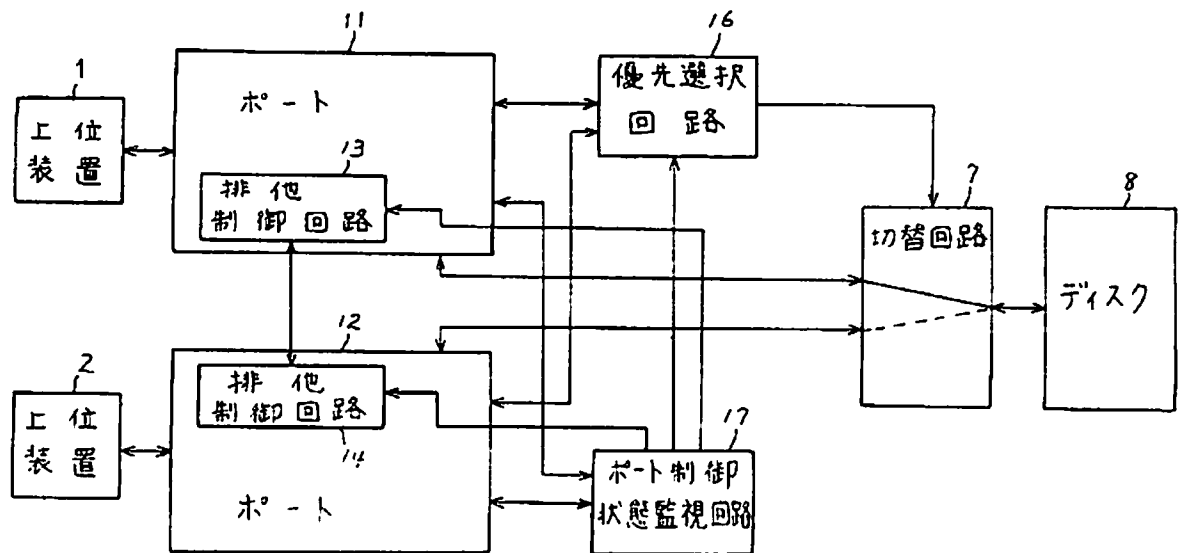 11
ポート
1
上位
装置
13
排他
制御回路
16
優先選択
回路
7
切替回路
8
ディスク
12
排他
制御回路
14
ポート
2
上位
装置
17
ポート制御
状態監視回路